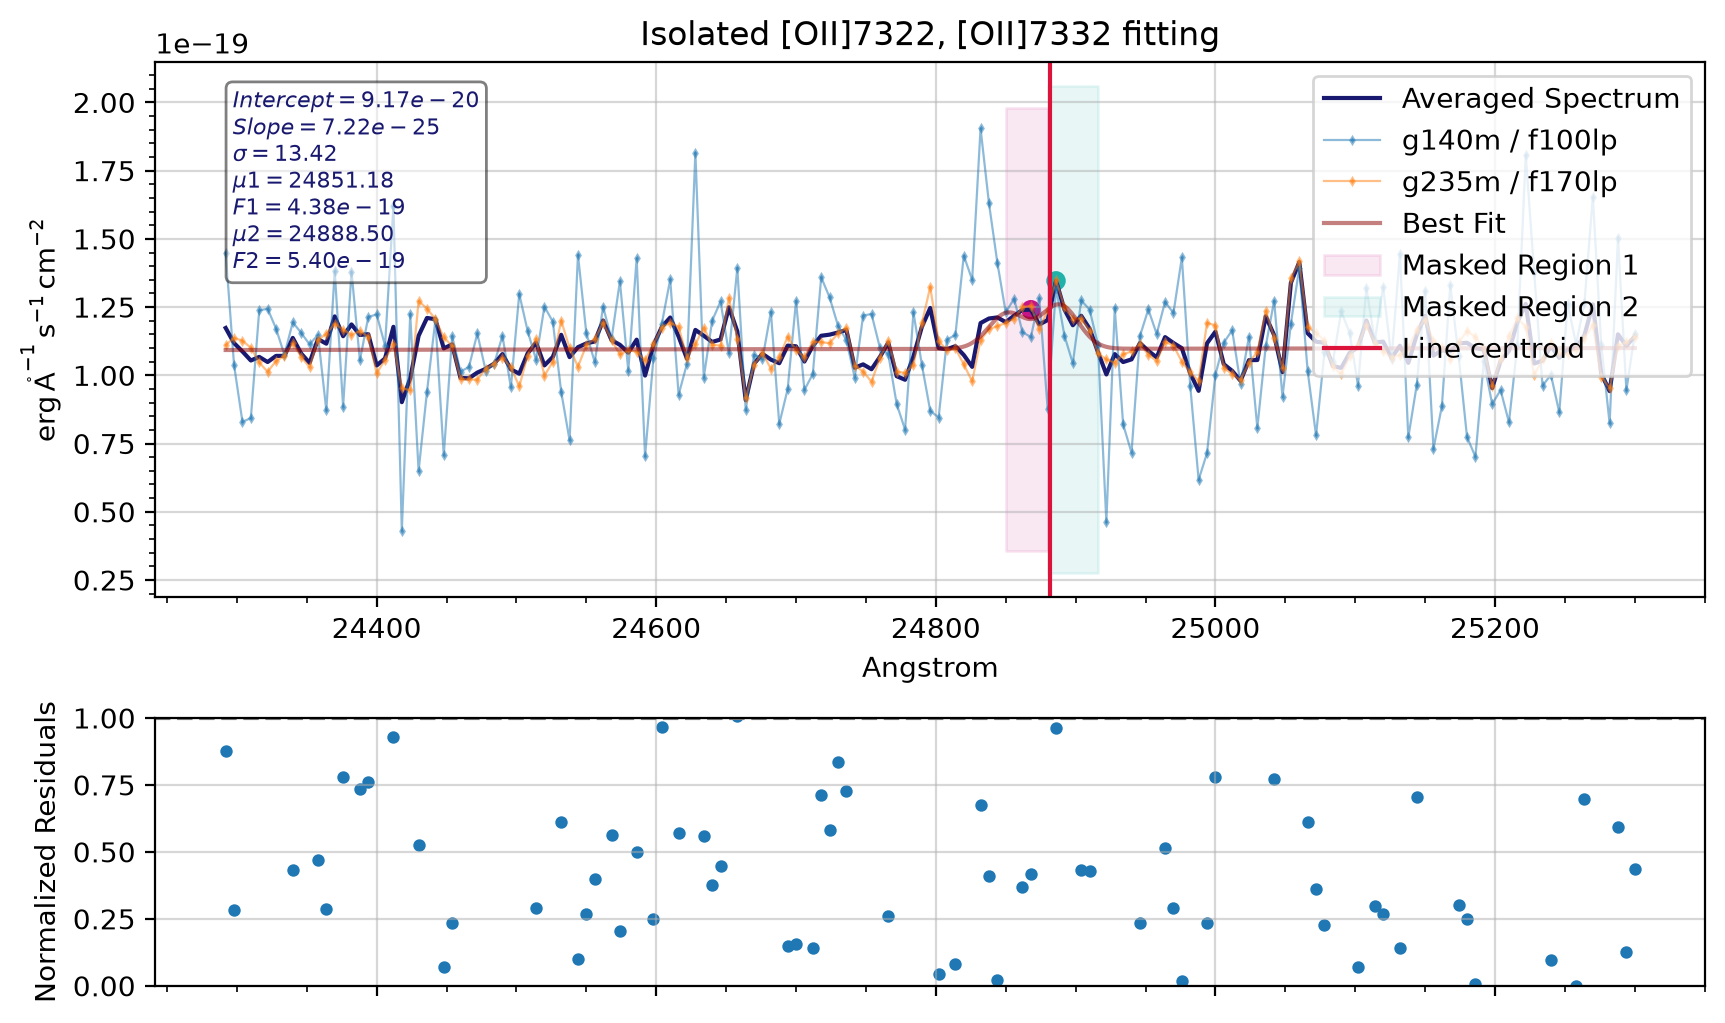 Isolated [OII]7322, [OII]7332 fitting
1e−19
Intercept = 9.17e − 20
Slope = 7.22e − 25
σ = 13.42
μ1 = 24851.18
F1 = 4.38e − 19
μ2 = 24888.50
F2 = 5.40e − 19
Averaged Spectrum
g140m / f100lp
g235m / f170lp
Best Fit
Masked Region 1
Masked Region 2
Line centroid
2.00
1.75
1.50
1.25
1.00
0.75
0.50
0.25
erg Å⁻¹ s⁻¹ cm⁻²
24400
24600
24800
25000
25200
Angstrom
1.00
0.75
0.50
0.25
0.00
Normalized Residuals